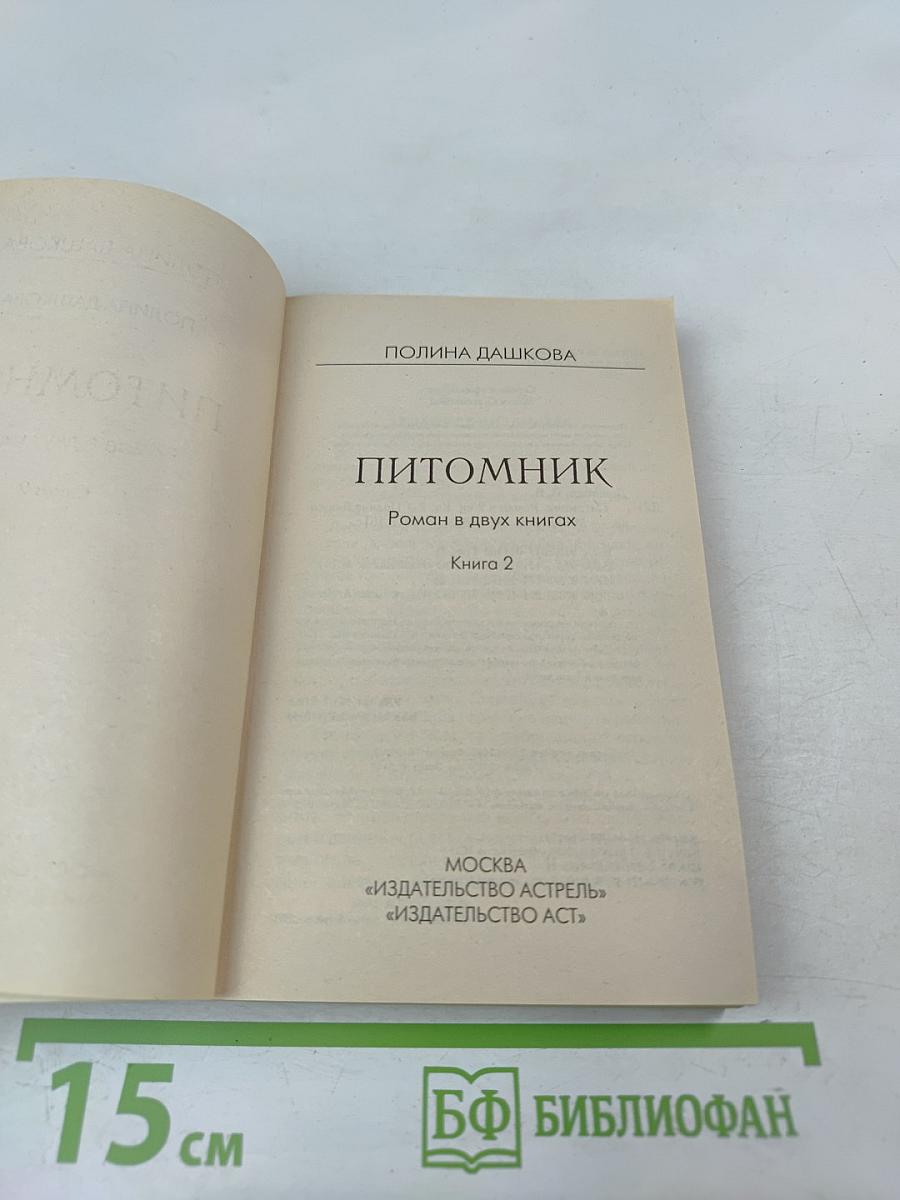 ПОЛИНА ДАШКОВА
ПИТОМНИК
Роман в двух книгах
Книга 2
МОСКВА
«ИЗДАТЕЛЬСТВО АСТРЕЛЬ»
«ИЗДАТЕЛЬСТВО АСТ»
15 см
БФ БИБЛИОФАН